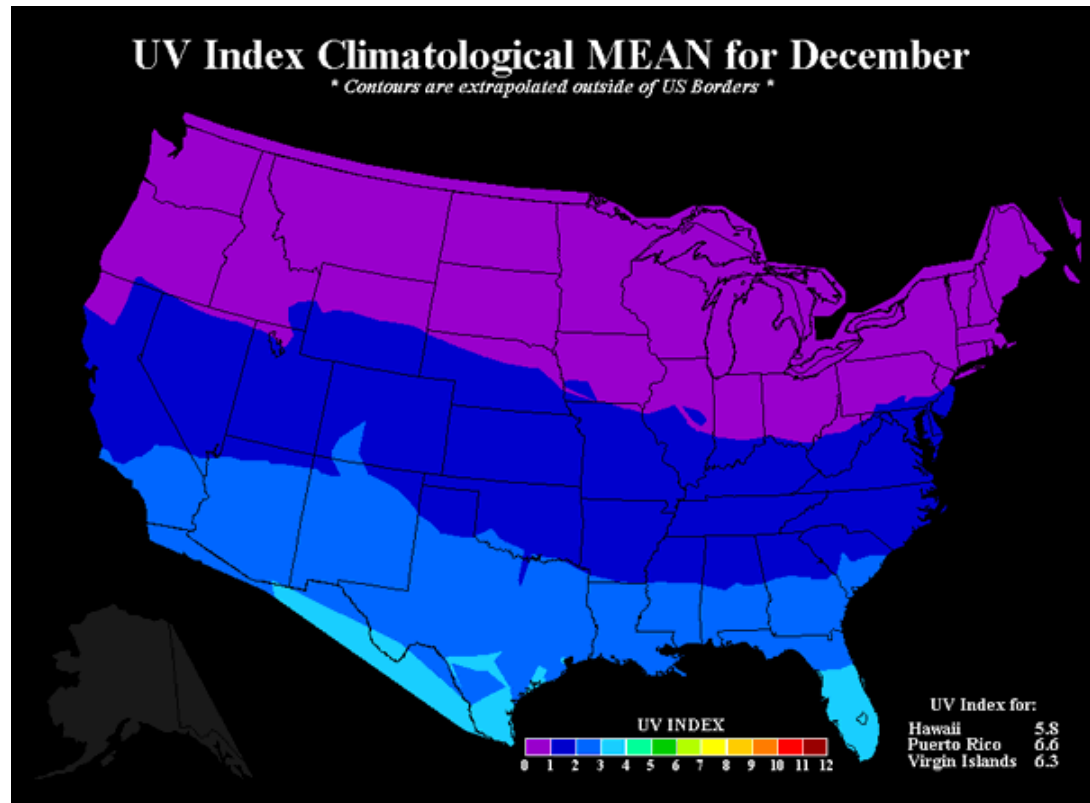 UV Index Climatological MEAN for December
* Contours are extrapolated outside of US Borders *
UV Index for:
Hawaii 5.8
Puerto Rico 6.6
Virgin Islands 6.3
UV INDEX
0 1 2 3 4 5 6 7 8 9 10 11 12